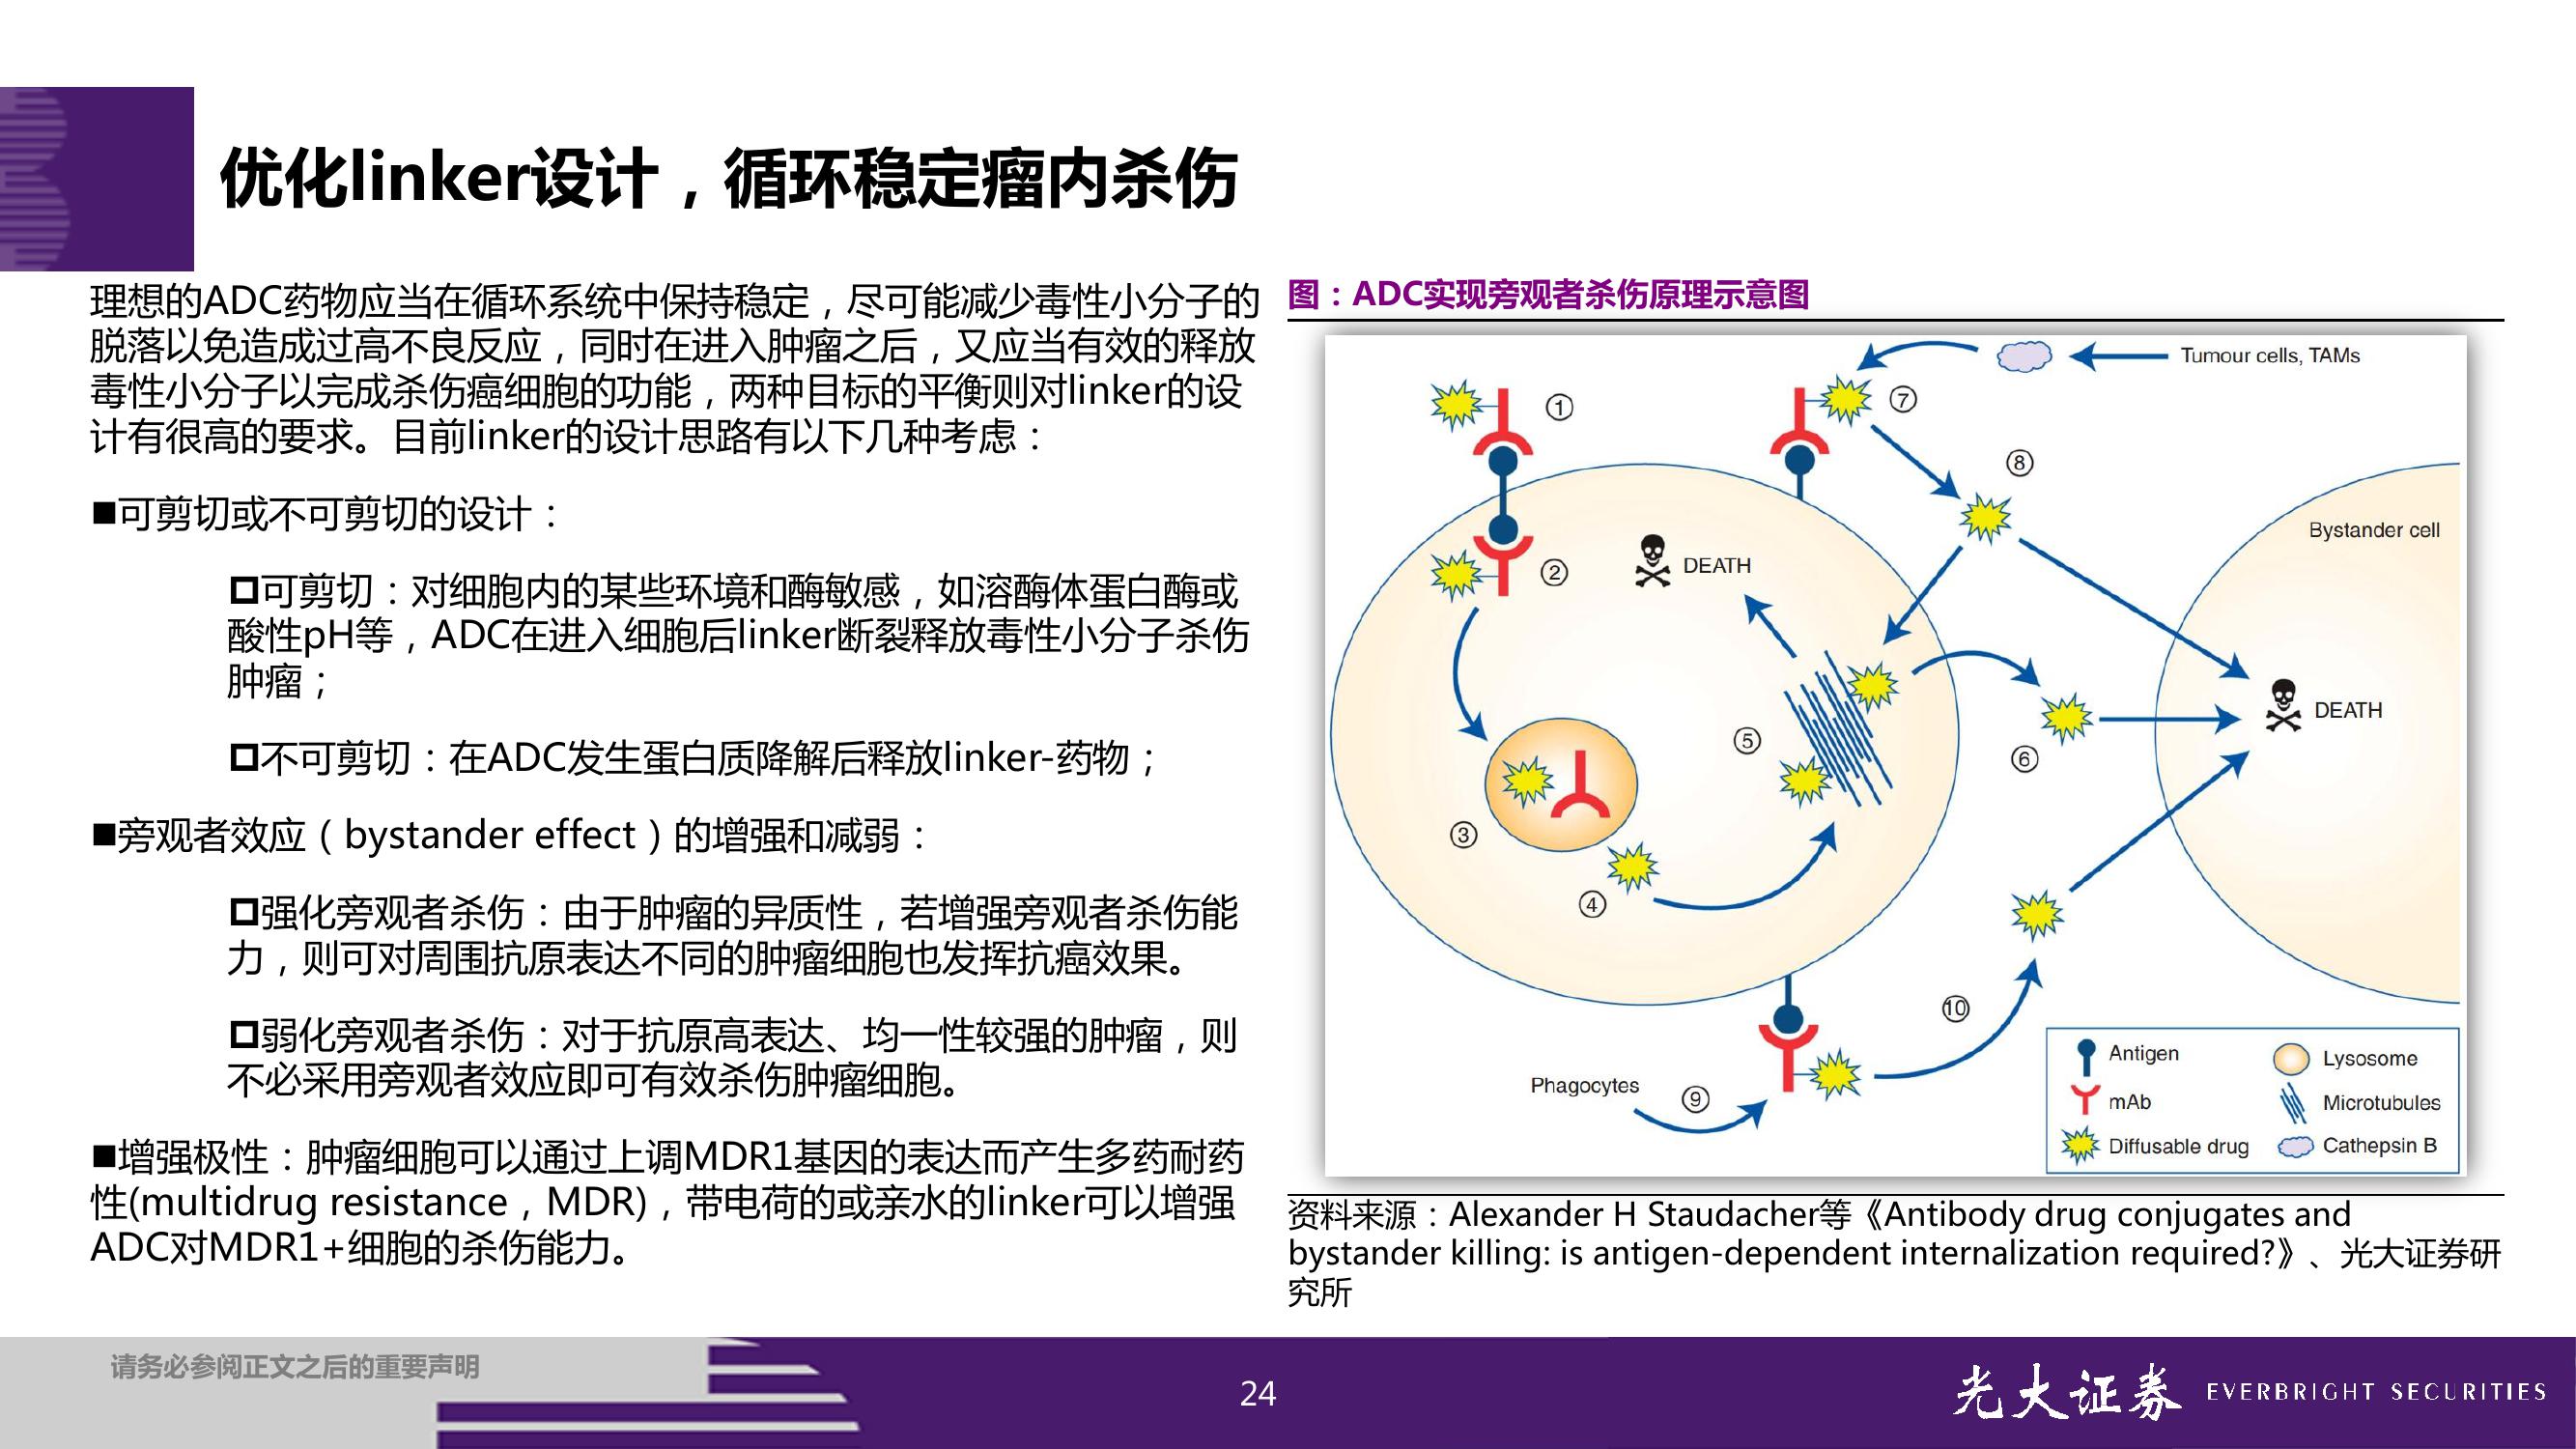 优化linker设计，循环稳定瘤内杀伤
理想的ADC药物应当在循环系统中保持稳定，尽可能减少毒性小分子的
脱落以免造成过高不良反应，同时在进入肿瘤之后，又应当有效的释放
毒性小分子以完成杀伤癌细胞的功能，两种目标的平衡则对linker的设
计有很高的要求。目前linker的设计思路有以下几种考虑：
■可剪切或不可剪切的设计：
◘可剪切：对细胞内的某些环境和酶敏感，如溶酶体蛋白酶或
酸性pH等，ADC在进入细胞后linker断裂释放毒性小分子杀伤
肿瘤；
◘不可剪切：在ADC发生蛋白质降解后释放linker-药物；
■旁观者效应（bystander effect）的增强和减弱：
◘强化旁观者杀伤：由于肿瘤的异质性，若增强旁观者杀伤能
力，则可对周围抗原表达不同的肿瘤细胞也发挥抗癌效果。
◘弱化旁观者杀伤：对于抗原高表达、均一性较强的肿瘤，则
不必采用旁观者效应即可有效杀伤肿瘤细胞。
■增强极性：肿瘤细胞可以通过上调MDR1基因的表达而产生多药耐药
性(multidrug resistance，MDR)，带电荷的或亲水的linker可以增强
ADC对MDR1+细胞的杀伤能力。
图：ADC实现旁观者杀伤原理示意图
Tumour cells, TAMs
①
⑦
⑧
Bystander cell
②
DEATH
DEATH
⑤
⑥
③
④
⑩
Phagocytes
⑨
Antigen
Lysosome
mAb
Microtubules
Diffusable drug
Cathepsin B
资料来源：Alexander H Staudacher等《Antibody drug conjugates and
bystander killing: is antigen-dependent internalization required?》、光大证券研
究所
请务必参阅正文之后的重要声明
24
光大证券 EVERBRIGHT SECURITIES